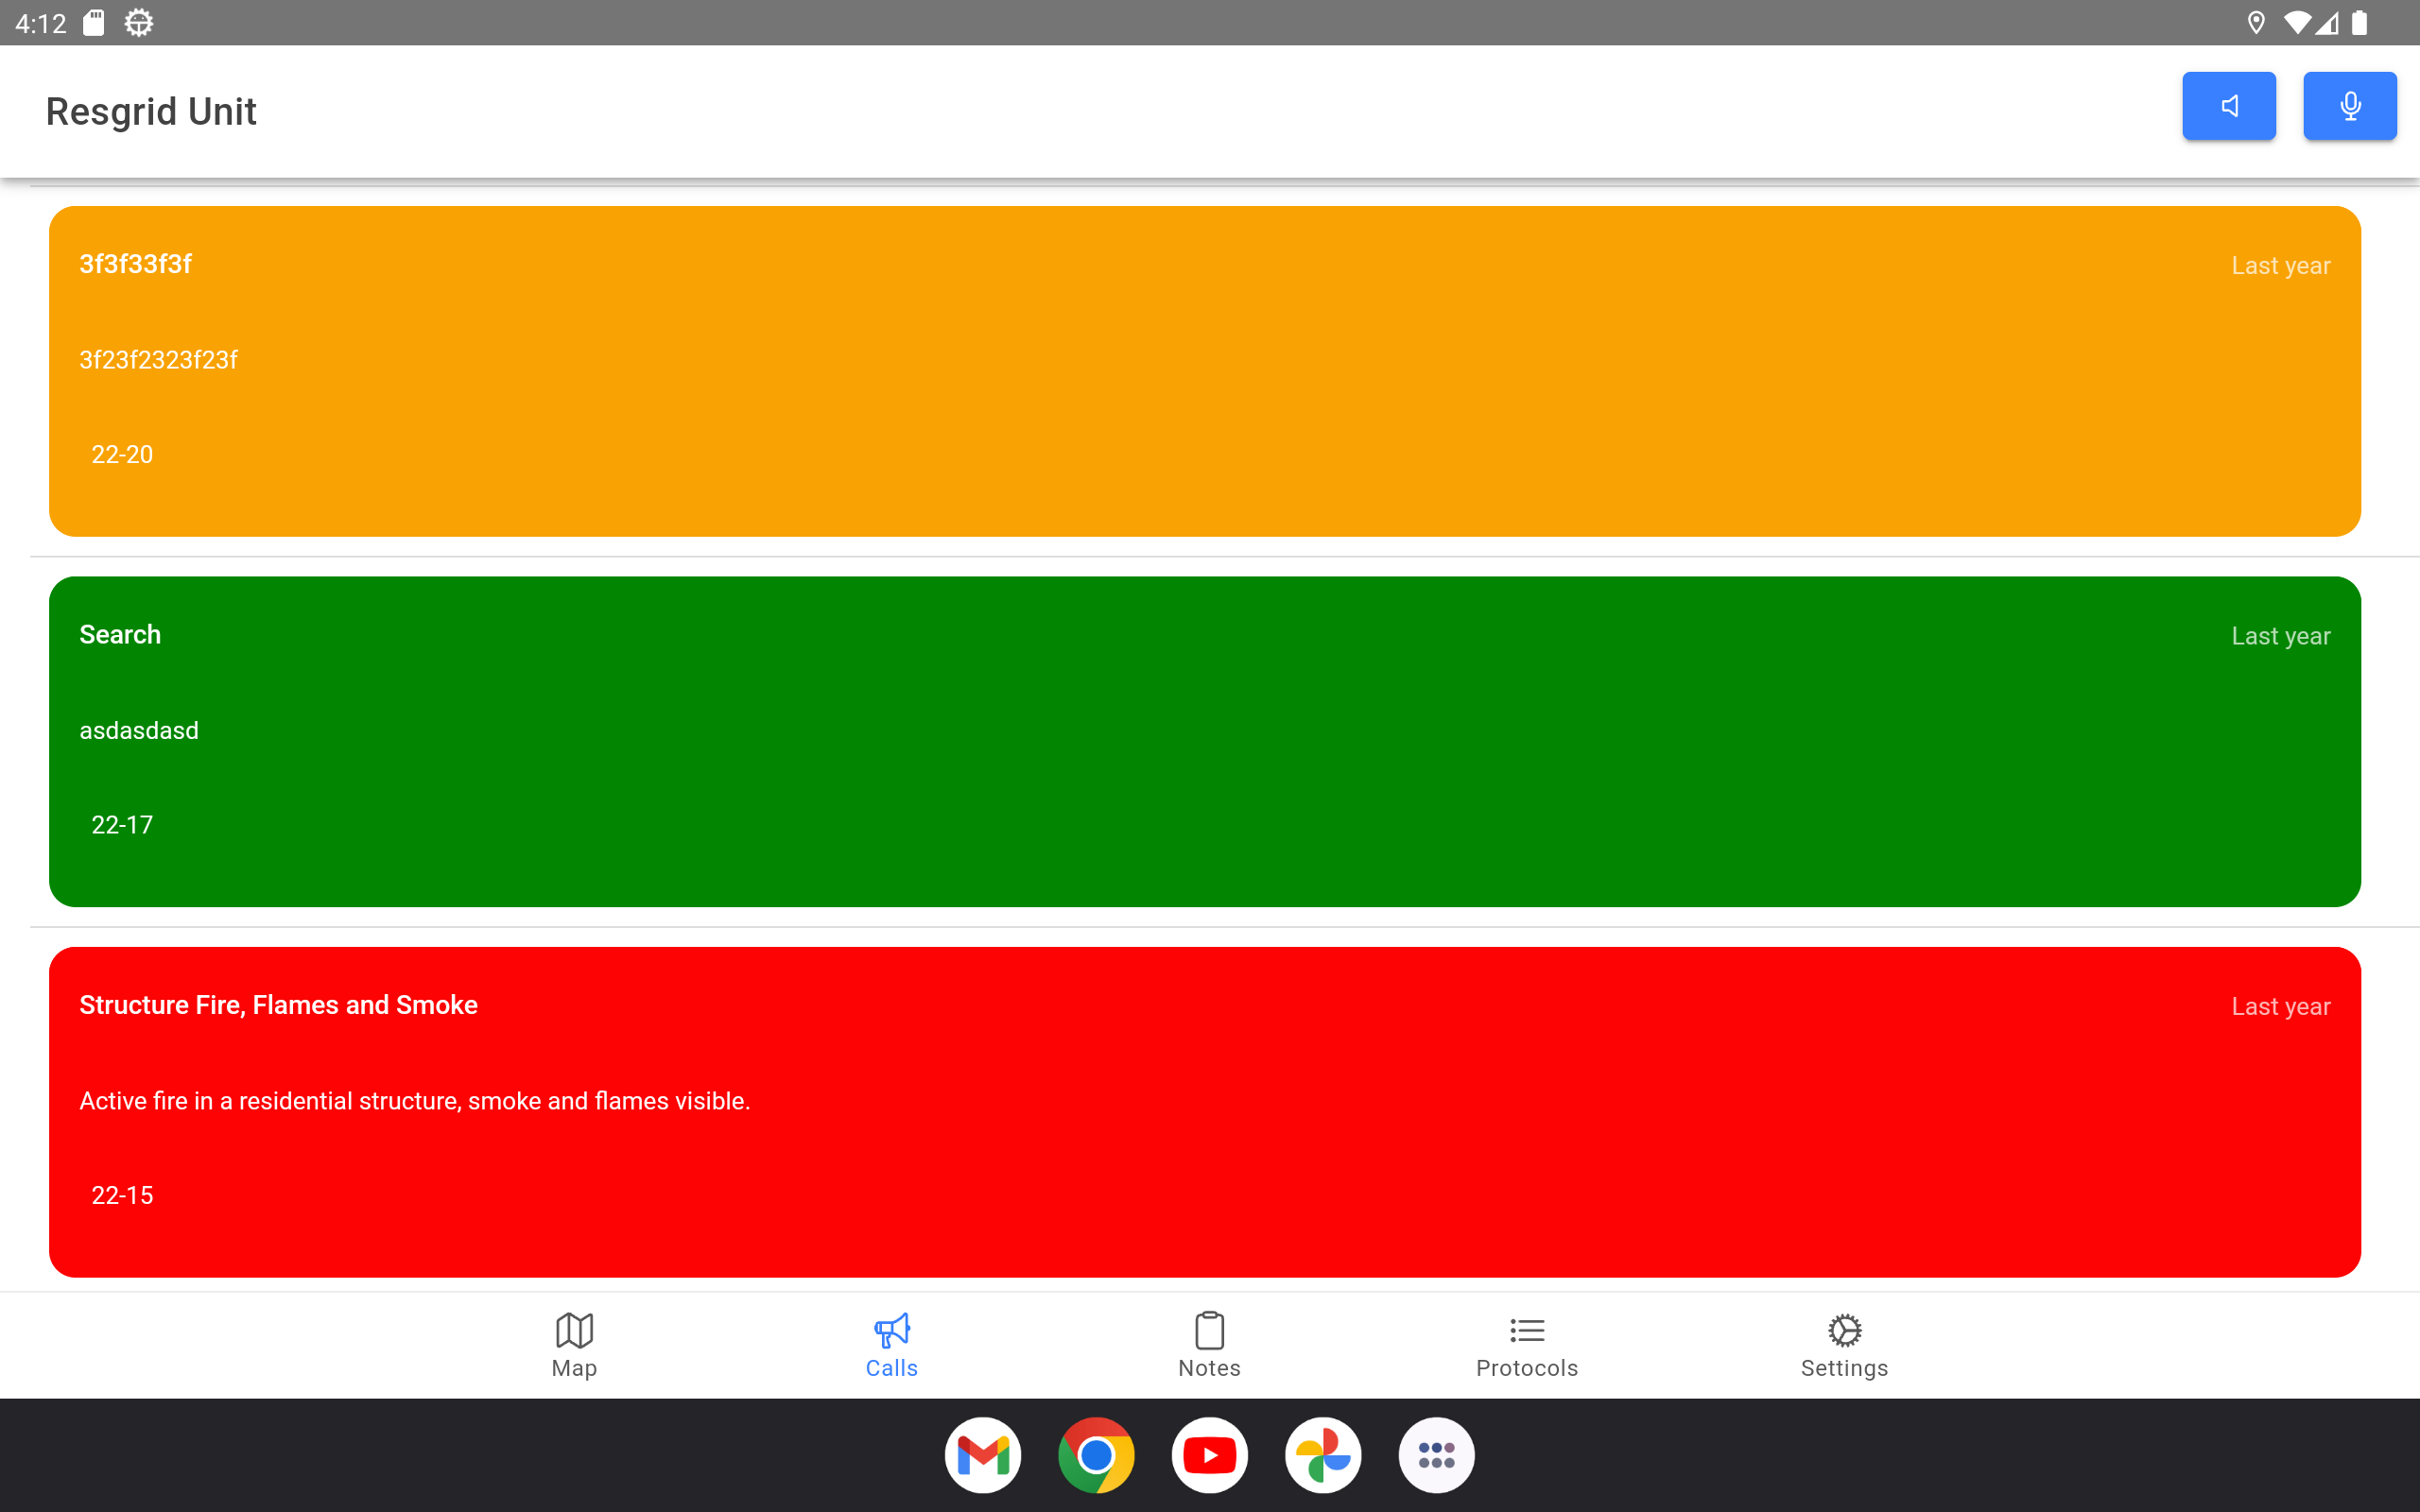 4:12
Resgrid Unit
3f3f33f3f
Last year
3f23f2323f23f
22-20
Search
Last year
asdasdasd
22-17
Structure Fire, Flames and Smoke
Last year
Active fire in a residential structure, smoke and flames visible.
22-15
Map
Calls
Notes
Protocols
Settings